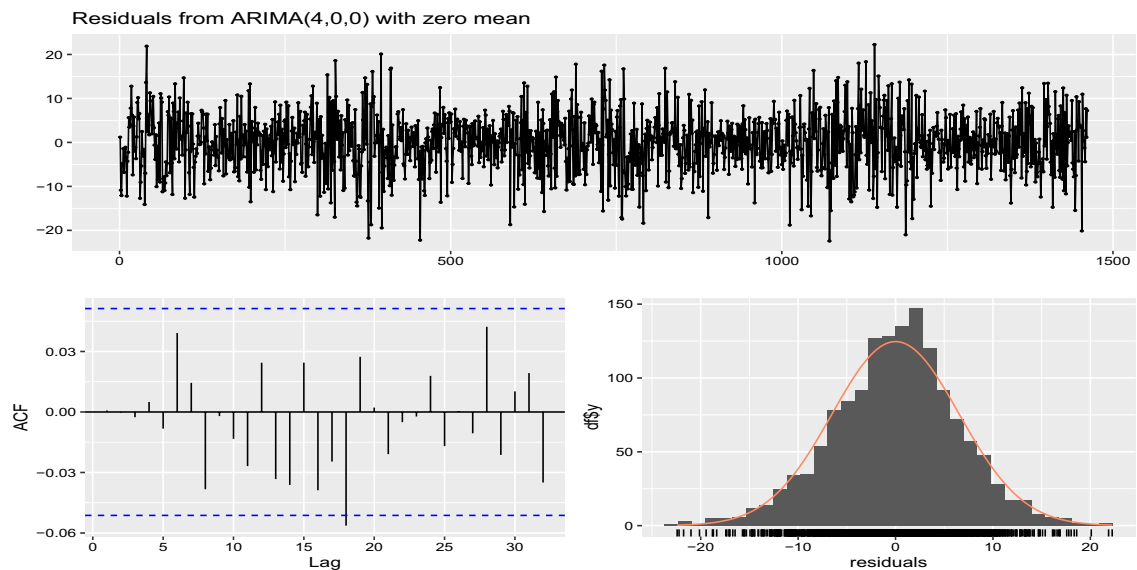 Residuals from ARIMA(4,0,0) with zero mean
20
10
0
−10
−20
0 500 1000 1500
ACF
0.03
0.00
−0.03
−0.06
0 5 10 15 20 25 30
Lag
df$y
150
100
50
0
−20 −10 0 10 20
residuals